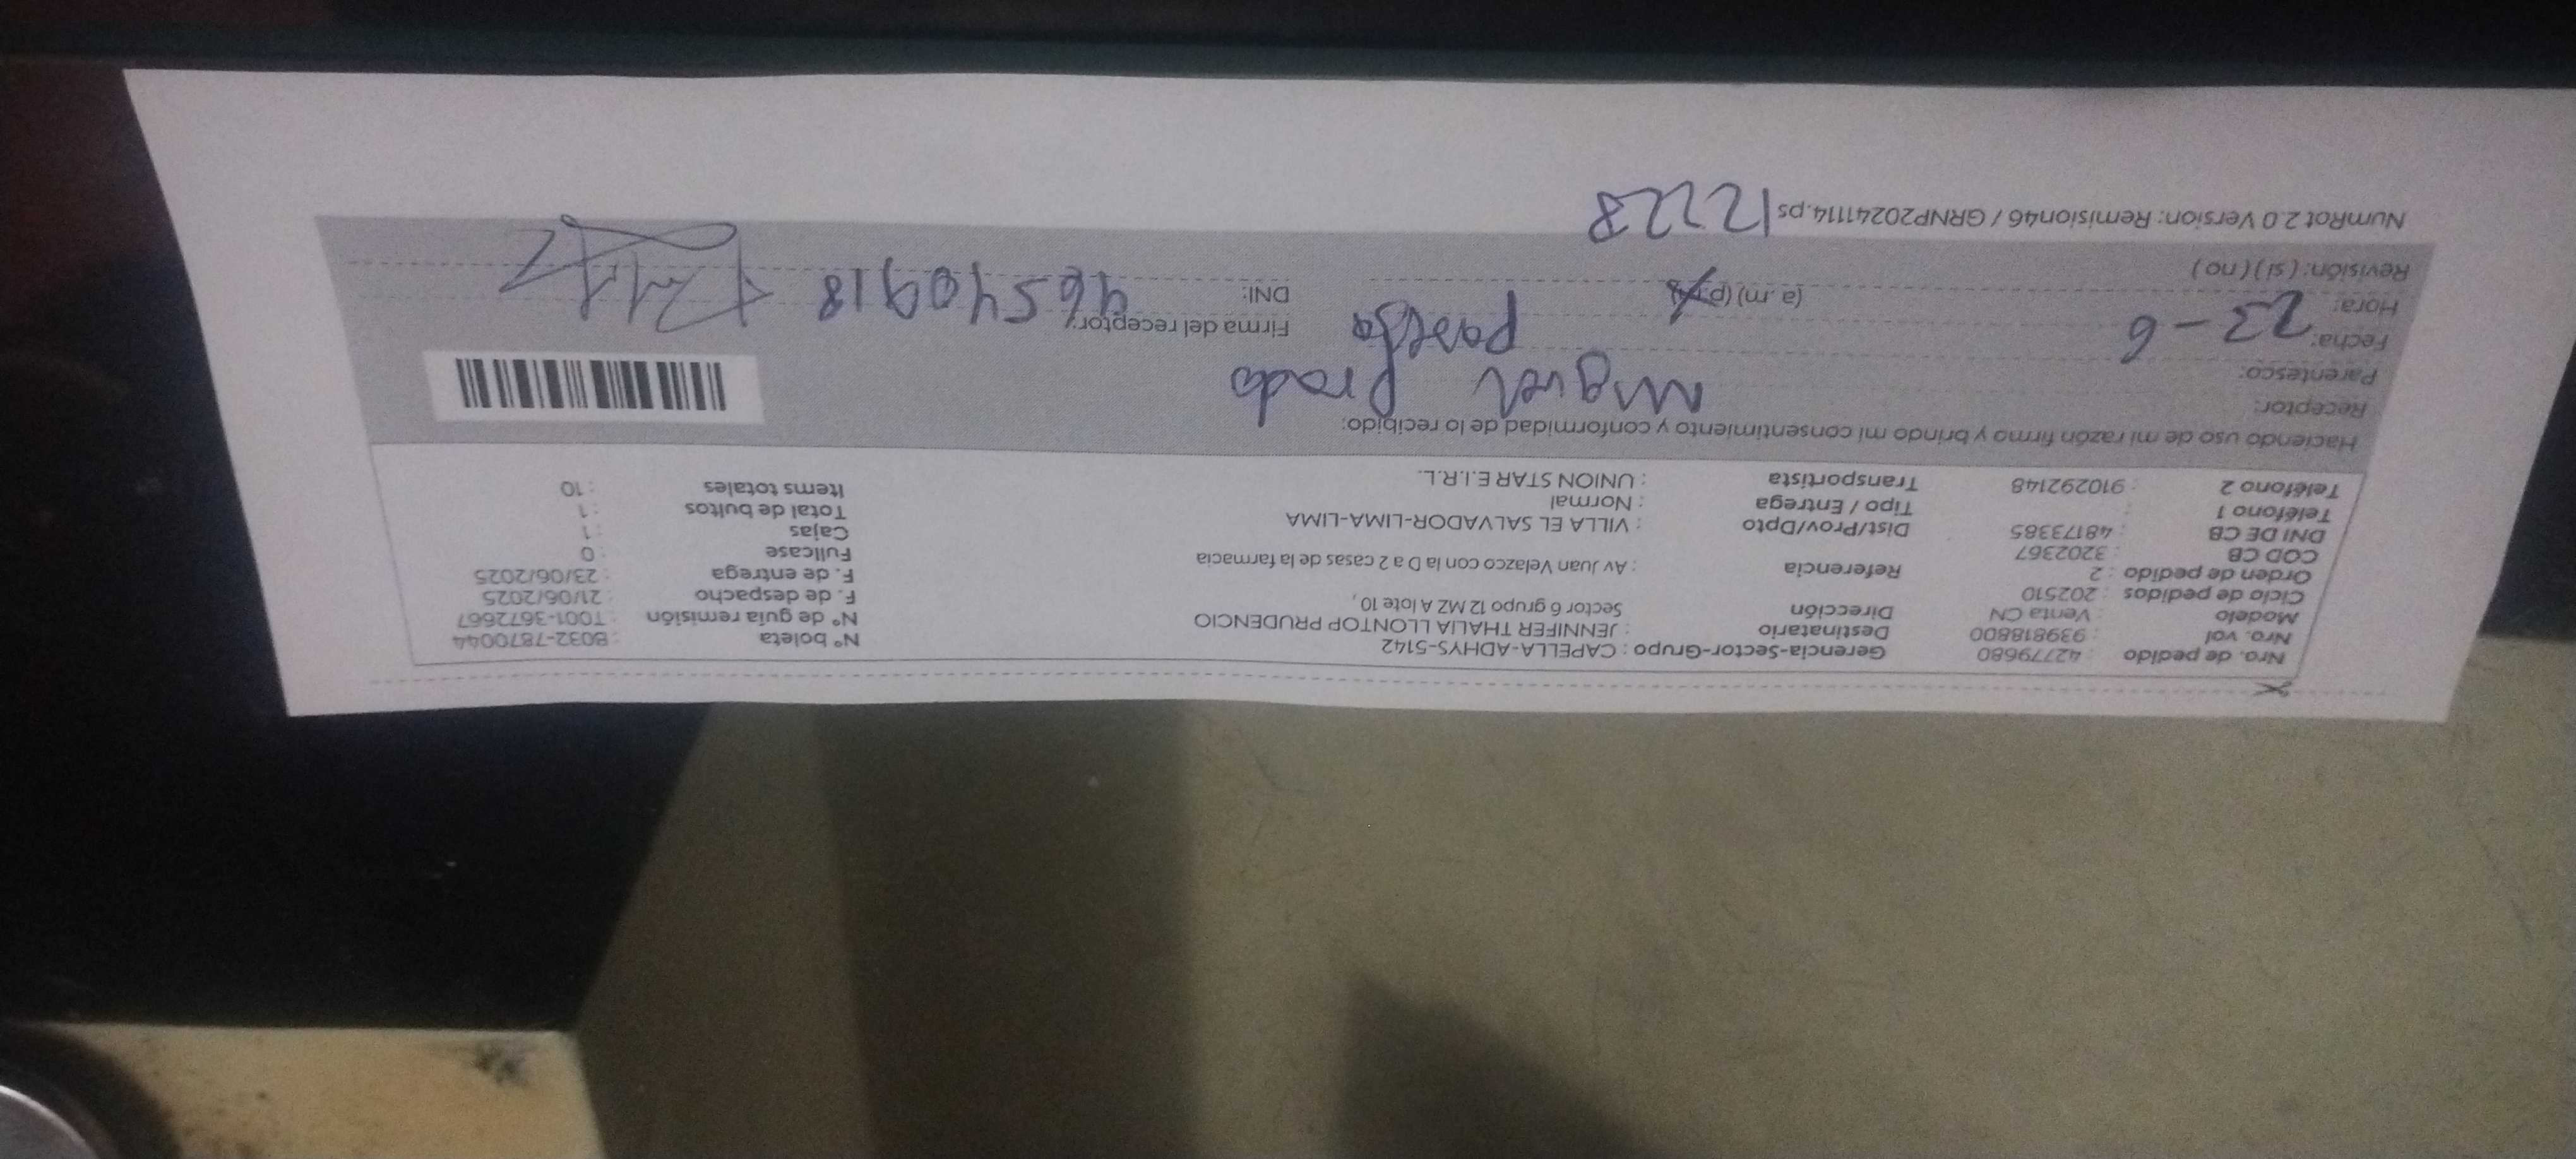 Nro. de pedido : 42779680 Gerencia-Sector-Grupo : CAPELLA-ADHYS-5142 N° boleta : B032-7870044
Nro. vol : 939818800 Destinatario : JENNIFER THALIA LLONTOP PRUDENCIO N° de guía remisión : T001-3672667
Modelo : Venta CN Dirección Sector 6 grupo 12 MZ A lote 10, F. de despacho : 21/06/2025
Ciclo de pedidos : 202510 F. de entrega : 23/06/2025
Orden de pedido : 2 Referencia : Av Juan Velazco con la D a 2 casas de la farmacia Fullcase : 0
COD CB : 3202367 Cajas : 1
DNI DE CB : 48173385 Dist/Prov/Dpto : VILLA EL SALVADOR-LIMA-LIMA Total de bultos : 1
Teléfono 1 : Tipo / Entrega : Normal Items totales : 10
Teléfono 2 : 910292148 Transportista : UNION STAR E.I.R.L.
Haciendo uso de mi razón firmo y brindo mi consentimiento y conformidad de lo recibido:
Receptor: Miguel Prado
Parentesco: pareja
Fecha: 23-6 Firma del receptor:
Hora: (a.m) DNI: 46540918
Revisión: ( si ) ( no )
NumRot 2.0 Version: Remision46 / GRNP20241114.ps 12228